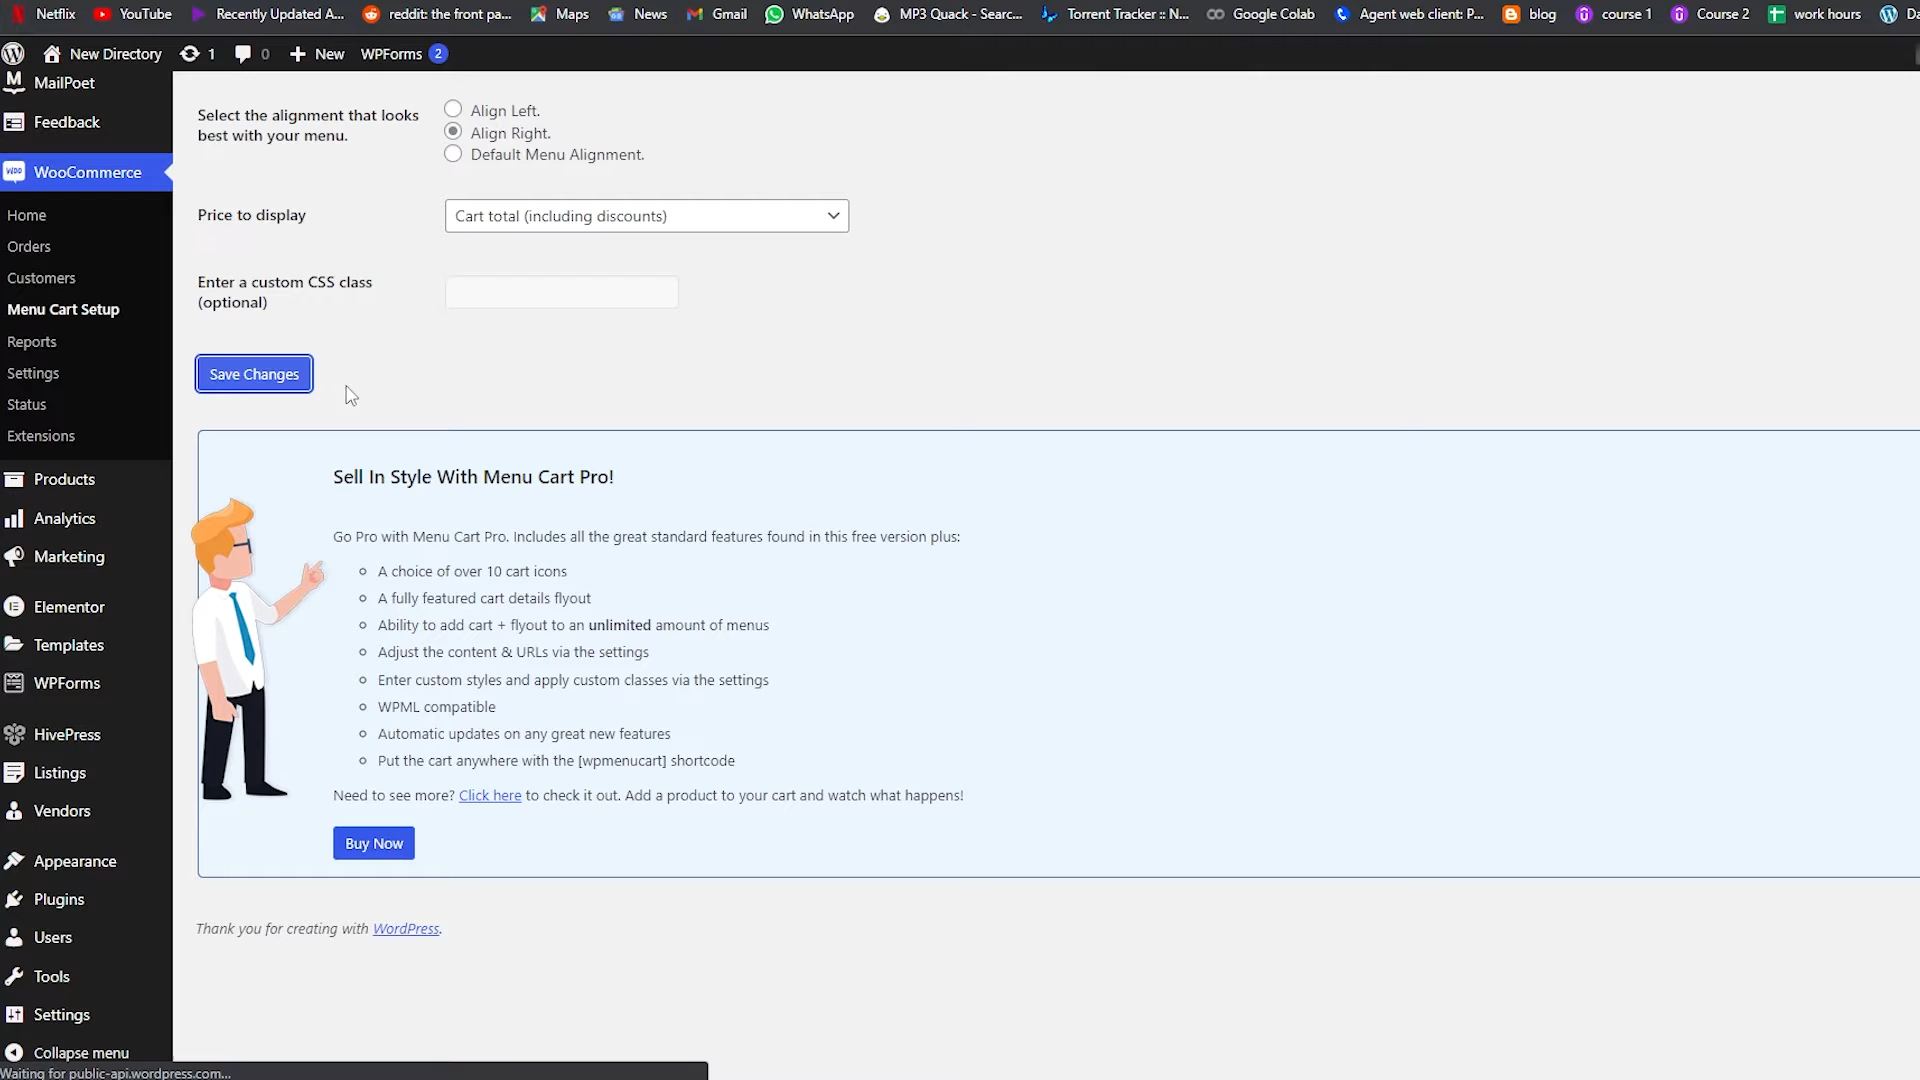 Netflix YouTube Recently Updated A... reddit: the front pa... Maps News Gmail WhatsApp MP3 Quack - Searc... Torrent Tracker :: N... Google Colab Agent web client: P... blog course 1 Course 2 work hours Da
New Directory 1 0 New WPForms 2
MailPoet
Feedback
WooCommerce
Home
Orders
Customers
Menu Cart Setup
Reports
Settings
Status
Extensions
Products
Analytics
Marketing
Elementor
Templates
WPForms
HivePress
Listings
Vendors
Appearance
Plugins
Users
Tools
Settings
Collapse menu
Waiting for public-api.wordpress.com...
Select the alignment that looks
best with your menu.
Align Left.
Align Right.
Default Menu Alignment.
Price to display
Cart total (including discounts)
Enter a custom CSS class
(optional)
Save Changes
Sell In Style With Menu Cart Pro!
Go Pro with Menu Cart Pro. Includes all the great standard features found in this free version plus:
A choice of over 10 cart icons
A fully featured cart details flyout
Ability to add cart + flyout to an unlimited amount of menus
Adjust the content & URLs via the settings
Enter custom styles and apply custom classes via the settings
WPML compatible
Automatic updates on any great new features
Put the cart anywhere with the [wpmenucart] shortcode
Need to see more? Click here to check it out. Add a product to your cart and watch what happens!
Buy Now
Thank you for creating with WordPress.